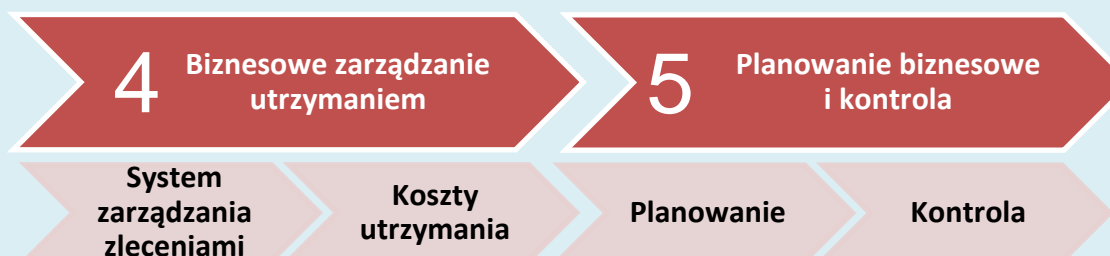 4
Biznesowe zarządzanie
utrzymaniem
5
Planowanie biznesowe
i kontrola
System
zarządzania
zleceniami
Koszty
utrzymania
Planowanie
Kontrola